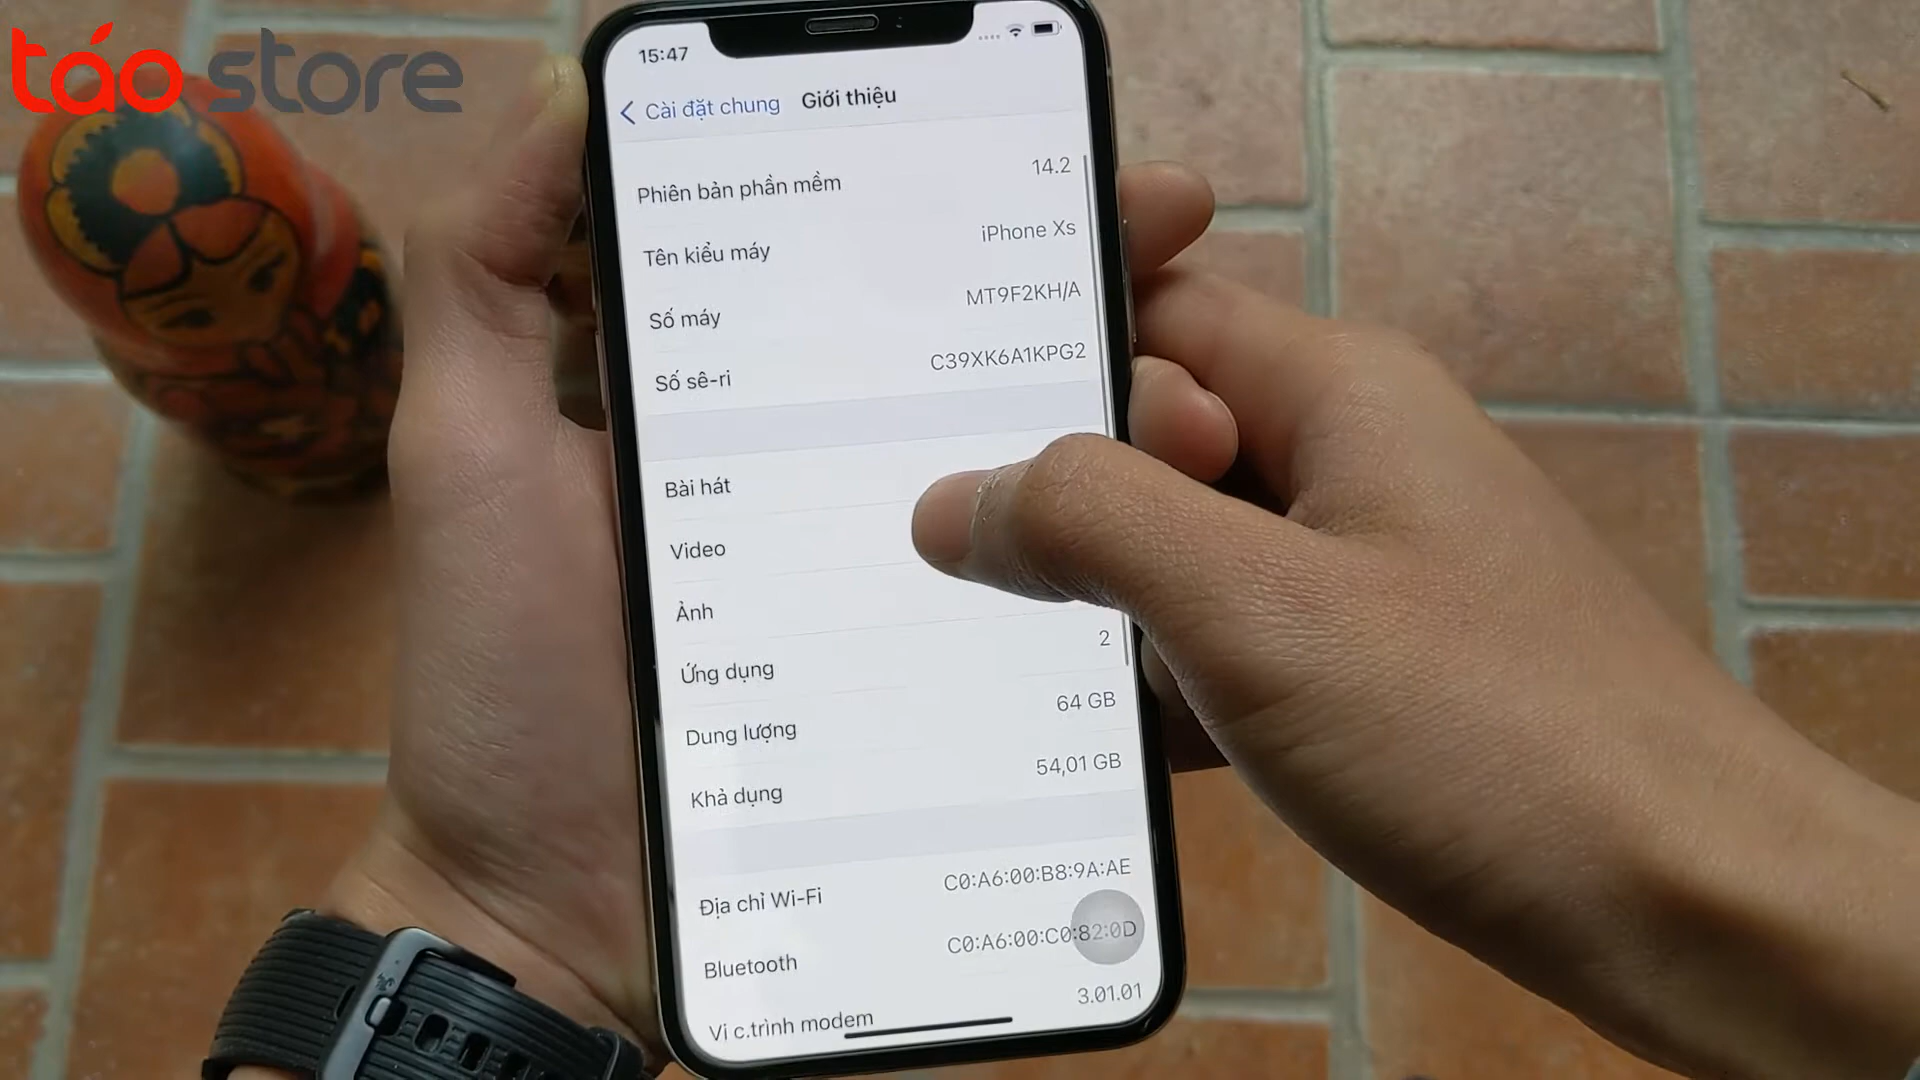 táo store
15:47
Cài đặt chung Giới thiệu
Phiên bản phần mềm 14.2
Tên kiểu máy iPhone Xs
Số máy MT9F2KH/A
Số sê-ri C39XK6A1KPG2
Bài hát
Video
Ảnh
Ứng dụng 2
Dung lượng 64 GB
Khả dụng 54,01 GB
Địa chỉ Wi-Fi C0:A6:00:B8:9A:AE
Bluetooth C0:A6:00:C0:82:0D
Vi c.trình modem 3.01.01